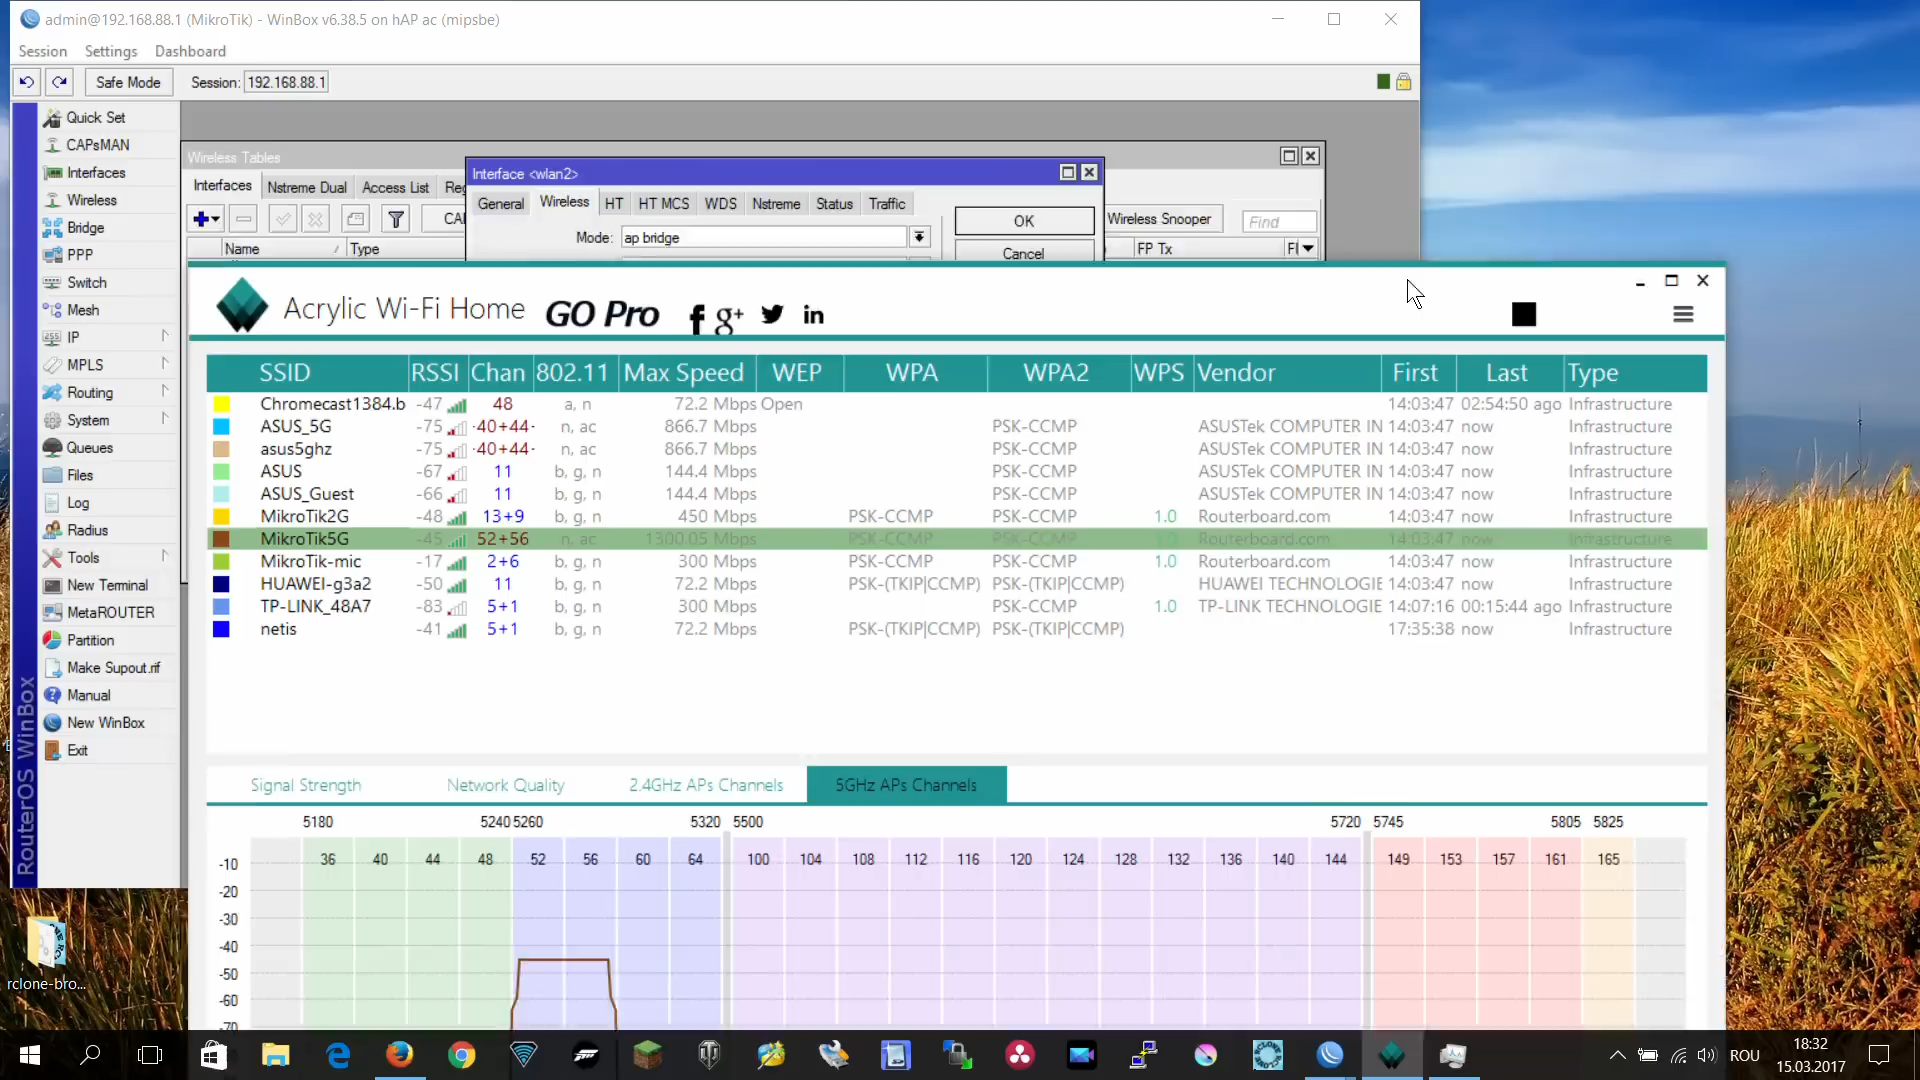 admin@192.168.88.1 (MikroTik) - WinBox v6.38.5 on hAP ac (mipsbe)
Session Settings Dashboard
Safe Mode Session: 192.168.88.1
Quick Set
CAPsMAN
Interfaces
Wireless
Bridge
PPP
Switch
Mesh
IP
MPLS
Routing
System
Queues
Files
Log
Radius
Tools
New Terminal
MetaROUTER
Partition
Make Supout.rif
Manual
New WinBox
Exit
RouterOS WinBox
Wireless Tables
Interfaces Nstreme Dual Access List
Wireless Snooper Find
Name Type FP Tx
Interface <wlan2>
General Wireless HT HT MCS WDS Nstreme Status Traffic
Mode: ap bridge
OK
Cancel
Acrylic Wi-Fi Home GO Pro
SSID RSSI Chan 802.11 Max Speed WEP WPA WPA2 WPS Vendor First Last Type
Chromecast1384.b -47 48 a, n 72.2 Mbps Open 14:03:47 02:54:50 ago Infrastructure
ASUS_5G -75 -40+44- n, ac 866.7 Mbps PSK-CCMP ASUSTek COMPUTER IN 14:03:47 now Infrastructure
asus5ghz -75 -40+44- n, ac 866.7 Mbps PSK-CCMP ASUSTek COMPUTER IN 14:03:47 now Infrastructure
ASUS -67 11 b, g, n 144.4 Mbps PSK-CCMP ASUSTek COMPUTER IN 14:03:47 now Infrastructure
ASUS_Guest -66 11 b, g, n 144.4 Mbps PSK-CCMP ASUSTek COMPUTER IN 14:03:47 now Infrastructure
MikroTik2G -48 13+9 b, g, n 450 Mbps PSK-CCMP PSK-CCMP 1.0 Routerboard.com 14:03:47 now Infrastructure
MikroTik5G -45 52+56 n, ac 1300.05 Mbps PSK-CCMP PSK-CCMP 1.0 Routerboard.com 14:03:47 now Infrastructure
MikroTik-mic -17 2+6 b, g, n 300 Mbps PSK-CCMP PSK-CCMP 1.0 Routerboard.com 14:03:47 now Infrastructure
HUAWEI-g3a2 -50 11 b, g, n 72.2 Mbps PSK-(TKIP|CCMP) PSK-(TKIP|CCMP) HUAWEI TECHNOLOGIE 14:03:47 now Infrastructure
TP-LINK_48A7 -83 5+1 b, g, n 300 Mbps PSK-CCMP 1.0 TP-LINK TECHNOLOGIE 14:07:16 00:15:44 ago Infrastructure
netis -41 5+1 b, g, n 72.2 Mbps PSK-(TKIP|CCMP) PSK-(TKIP|CCMP) 17:35:38 now Infrastructure
Signal Strength Network Quality 2.4GHz APs Channels 5GHz APs Channels
5180 5240 5260 5320 5500 5720 5745 5805 5825
36 40 44 48 52 56 60 64 100 104 108 112 116 120 124 128 132 136 140 144 149 153 157 161 165
-10
-20
-30
-40
-50
-60
-70
rclone-bro...
ROU
18:32
15.03.2017